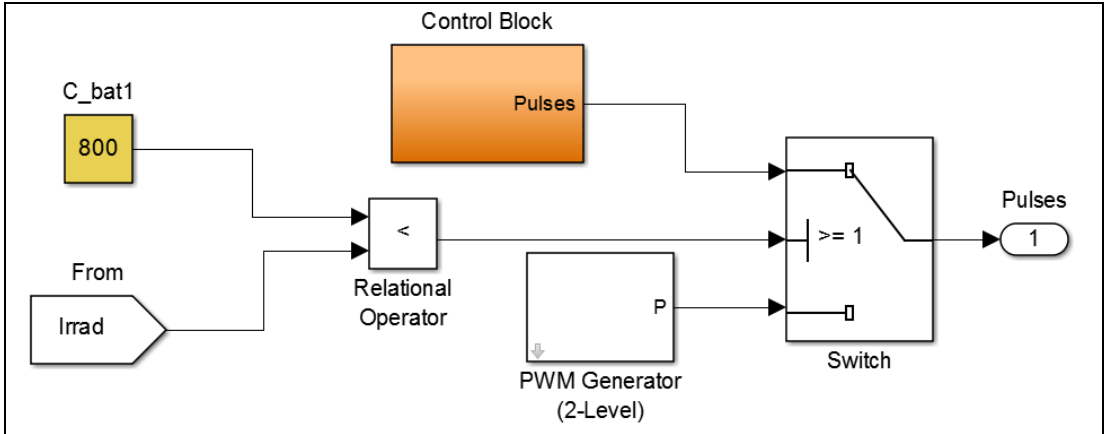 Control Block
Pulses
C_bat1
800
<
Relational
Operator
From
Irrad
P
PWM Generator
(2-Level)
>= 1
Switch
Pulses
1